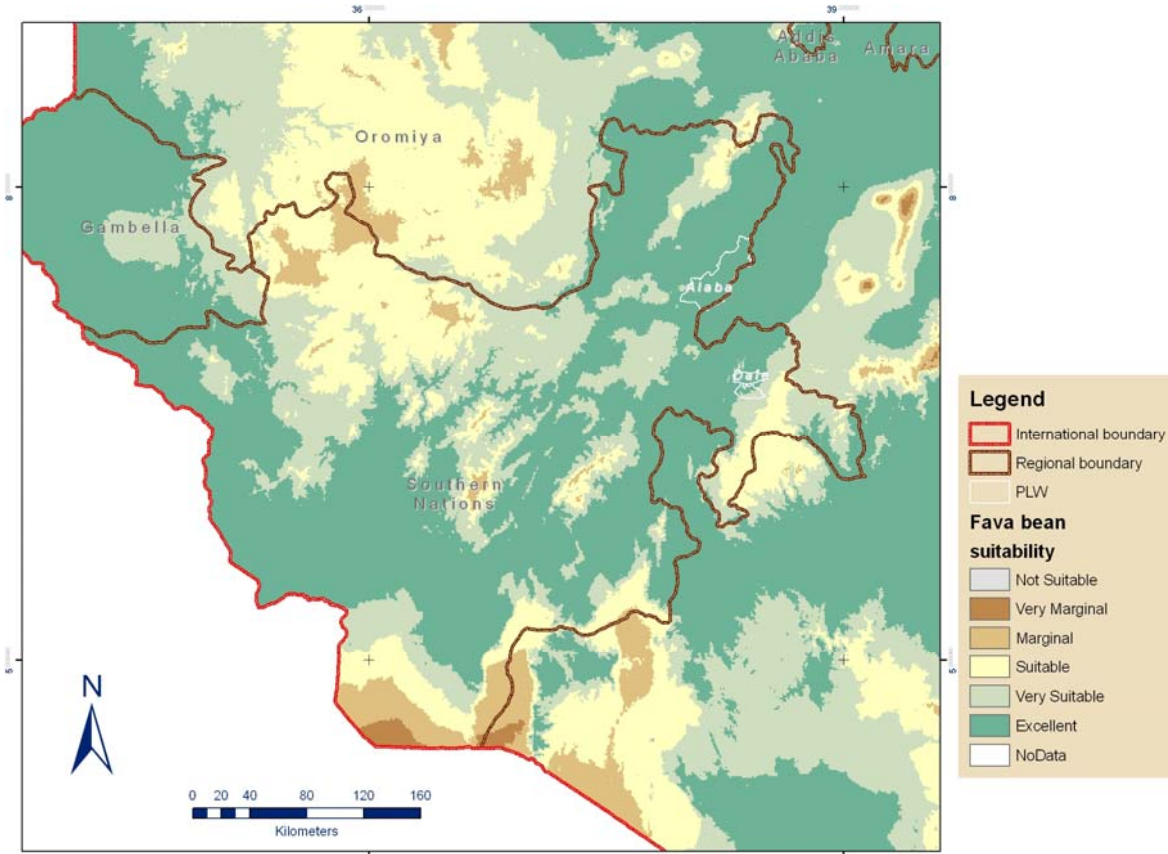 36
39
Addis
Ababa
Amara
Oromiya
8
8
Gambella
Alaba
Dale
Southern
Nations
5
5
N
0 20 40 80 120 160
Kilometers
Legend
International boundary
Regional boundary
PLW
Fava bean
suitability
Not Suitable
Very Marginal
Marginal
Suitable
Very Suitable
Excellent
NoData